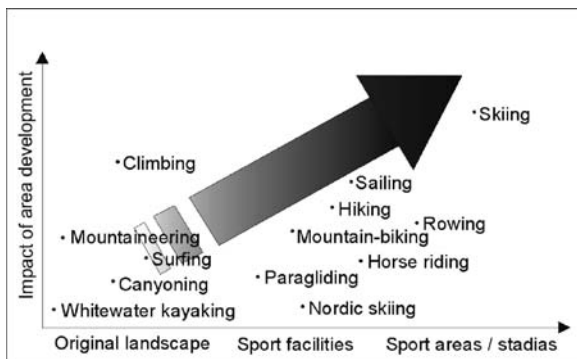 Impact of area development
Skiing
Climbing
Sailing
Hiking
Rowing
Mountaineering
Mountain-biking
Surfing
Horse riding
Canyoning
Paragliding
Whitewater kayaking
Nordic skiing
Original landscape
Sport facilities
Sport areas / stadias